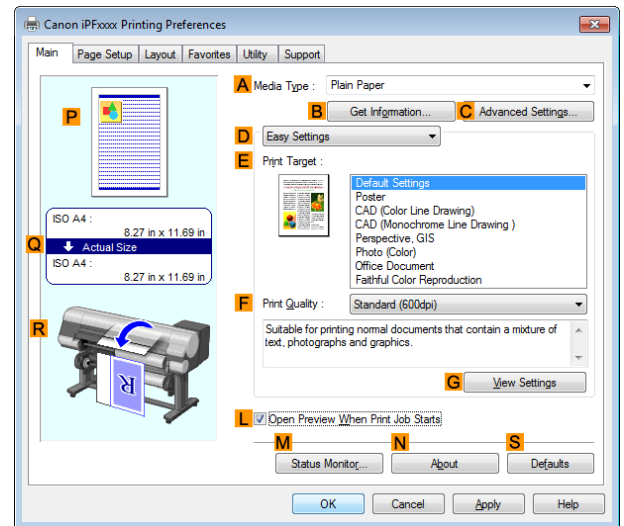 Canon iPFxxxx Printing Preferences
Main Page Setup Layout Favorites Utility Support
A Media Type : Plain Paper
B Get Information... C Advanced Settings...
P
D Easy Settings
E Print Target :
Default Settings
Poster
CAD (Color Line Drawing)
CAD (Monochrome Line Drawing )
Perspective, GIS
Photo (Color)
Office Document
Faithful Color Reproduction
ISO A4 :
8.27 in x 11.69 in
Q Actual Size
ISO A4 :
8.27 in x 11.69 in
F Print Quality : Standard (600dpi)
Suitable for printing normal documents that contain a mixture of
text, photographs and graphics.
R
R
G View Settings
L Open Preview When Print Job Starts
M N S
Status Monitor... About Defaults
OK Cancel Apply Help